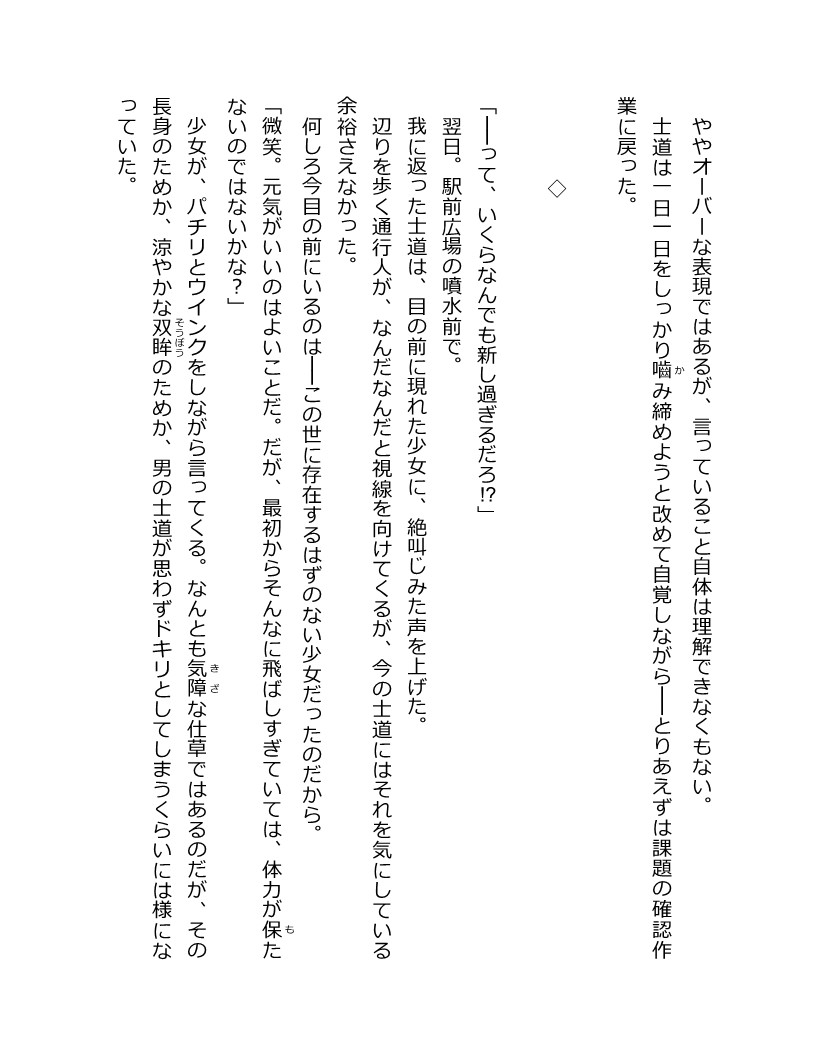 ややオーバーな表現ではあるが、言っていること自体は理解できなくもない。
士道は一日一日をしっかり噛み締めようと改めて自覚しながら――とりあえずは課題の確認作
業に戻った。
◇
「――って、いくらなんでも新し過ぎるだろ!?」
翌日。駅前広場の噴水前で。
我に返った士道は、目の前に現れた少女に、絶叫じみた声を上げた。
辺りを歩く通行人が、なんだなんだと視線を向けてくるが、今の士道にはそれを気にしている
余裕さえなかった。
何しろ今目の前にいるのは――この世に存在するはずのない少女だったのだから。
「微笑。元気がいいのはよいことだ。だが、最初からそんなに飛ばしすぎていては、体力が保た
ないのではないかな?」
少女が、パチリとウインクをしながら言ってくる。なんとも気障な仕草ではあるのだが、その
長身のためか、涼やかな双眸のためか、男の士道が思わずドキリとしてしまうくらいには様にな
っていた。